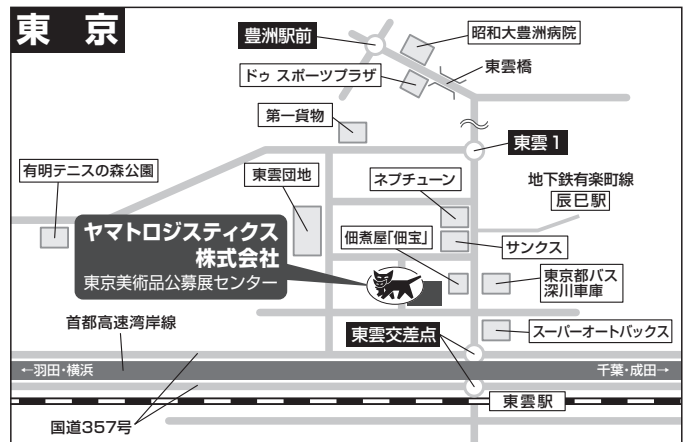 東 京
豊洲駅前
昭和大豊洲病院
ドゥ スポーツプラザ
東雲橋
第一貨物
東雲1
有明テニスの森公園
東雲団地
ネプチューン
地下鉄有楽町線
辰巳駅
ヤマトロジスティクス
株式会社
東京美術品公募展センター
佃煮屋「佃宝」
サンクス
東京都バス
深川車庫
首都高速湾岸線
東雲交差点
スーパーオートバックス
←羽田・横浜
千葉・成田→
東雲駅
国道357号